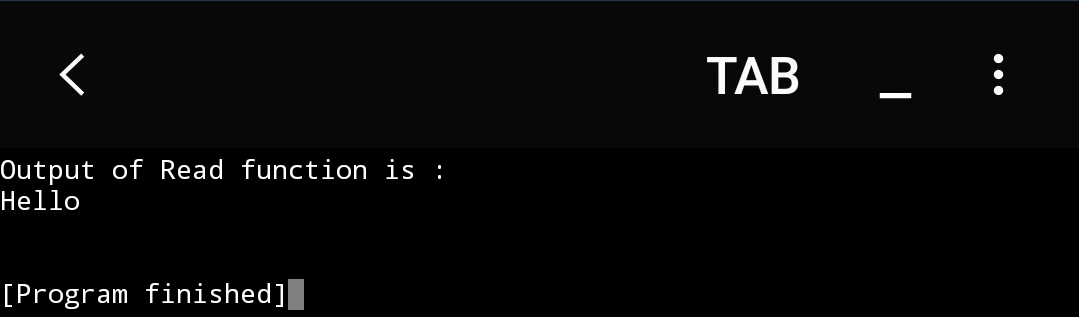 TAB
Output of Read function is :
Hello
[Program finished]